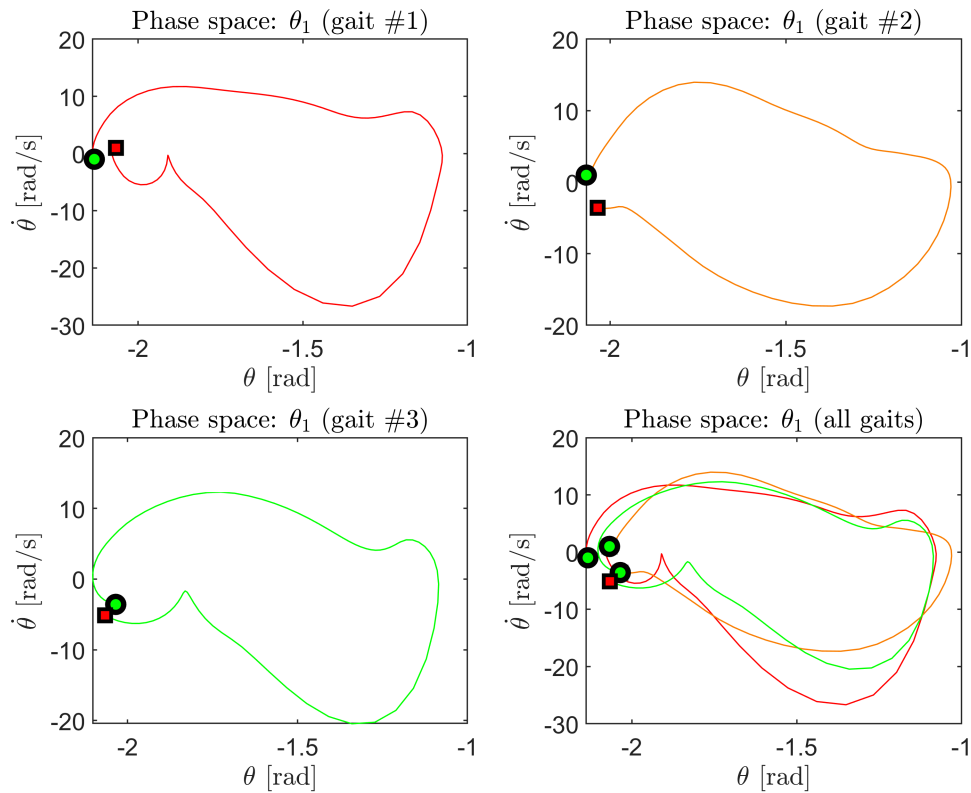 Phase space: θ₁ (gait #1)
20
10
0
-10
-20
-30
θ̇ [rad/s]
-2
-1.5
-1
θ [rad]
Phase space: θ₁ (gait #2)
20
10
0
-10
-20
θ̇ [rad/s]
-2
-1.5
-1
θ [rad]
Phase space: θ₁ (gait #3)
20
10
0
-10
-20
θ̇ [rad/s]
-2
-1.5
-1
θ [rad]
Phase space: θ₁ (all gaits)
20
10
0
-10
-20
-30
θ̇ [rad/s]
-2
-1.5
-1
θ [rad]